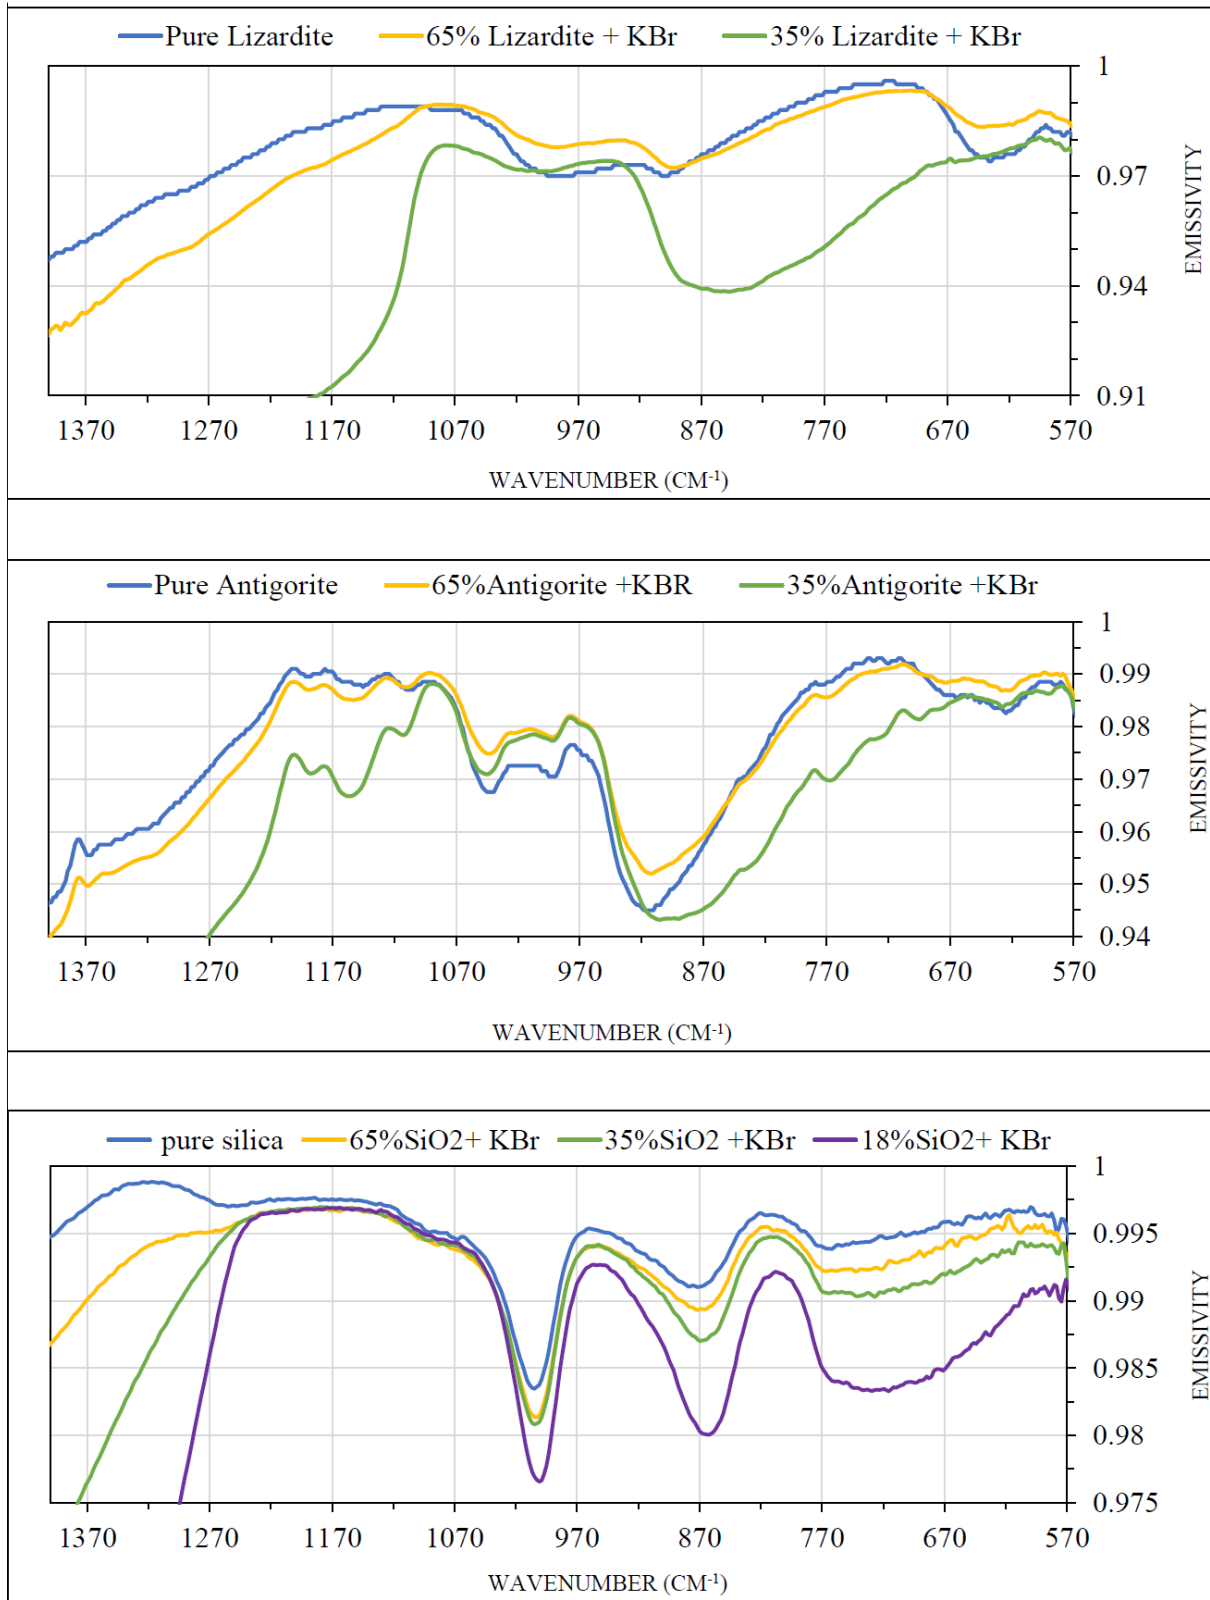 Pure Lizardite 65% Lizardite + KBr 35% Lizardite + KBr
1
0.97
0.94
0.91
EMISSIVITY
1370 1270 1170 1070 970 870 770 670 570
WAVENUMBER (CM-1)
Pure Antigorite 65%Antigorite +KBR 35%Antigorite +KBr
1
0.99
0.98
0.97
0.96
0.95
0.94
EMISSIVITY
1370 1270 1170 1070 970 870 770 670 570
WAVENUMBER (CM-1)
pure silica 65%SiO2+ KBr 35%SiO2 +KBr 18%SiO2+ KBr
1
0.995
0.99
0.985
0.98
0.975
EMISSIVITY
1370 1270 1170 1070 970 870 770 670 570
WAVENUMBER (CM-1)